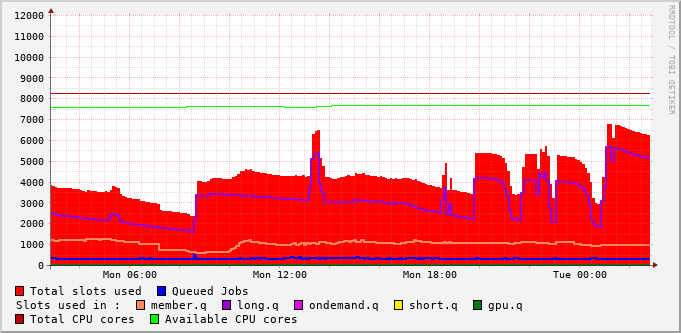 12000
11000
10000
9000
8000
7000
6000
5000
4000
3000
2000
1000
0
Mon 06:00 Mon 12:00 Mon 18:00 Tue 00:00
Total slots used Queued Jobs
Slots used in : member.q long.q ondemand.q short.q gpu.q
Total CPU cores Available CPU cores
RRDTOOL / TOBI OETIKER